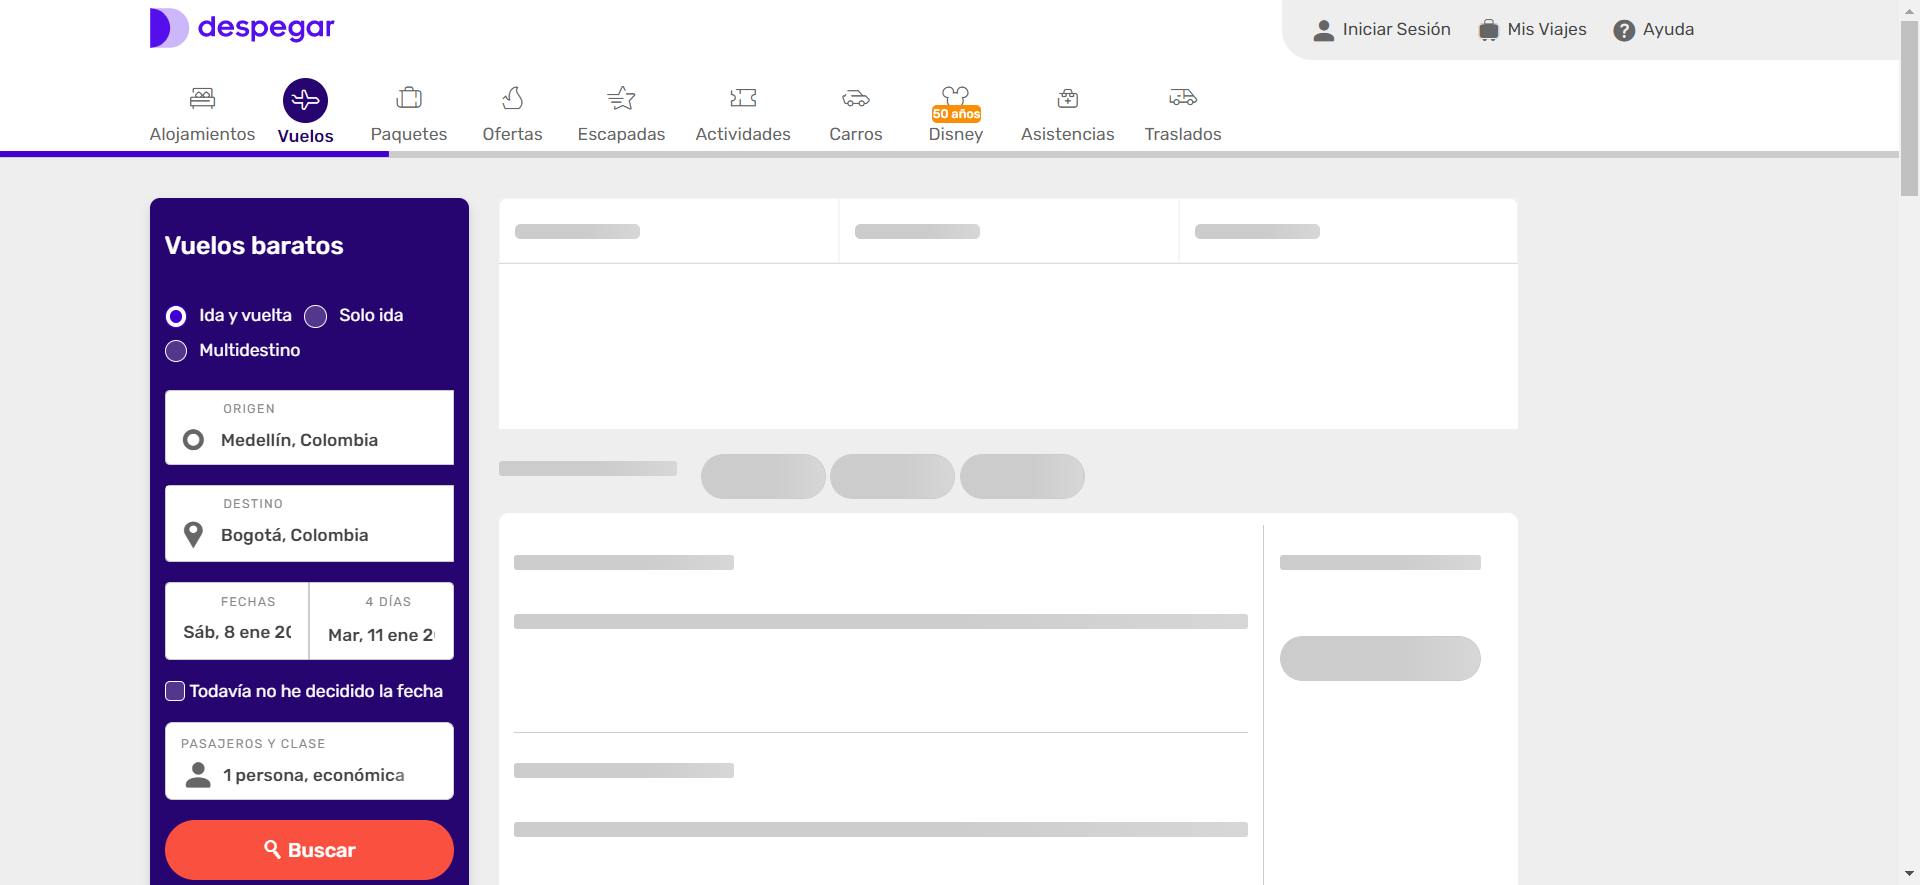 despegar
Iniciar Sesión
Mis Viajes
Ayuda
Alojamientos
Vuelos
Paquetes
Ofertas
Escapadas
Actividades
Carros
50 años
Disney
Asistencias
Traslados
Vuelos baratos
Ida y vuelta
Solo ida
Multidestino
ORIGEN
Medellín, Colombia
DESTINO
Bogotá, Colombia
FECHAS
Sáb, 8 ene 20
4 DÍAS
Mar, 11 ene 2
Todavía no he decidido la fecha
PASAJEROS Y CLASE
1 persona, económica
Buscar